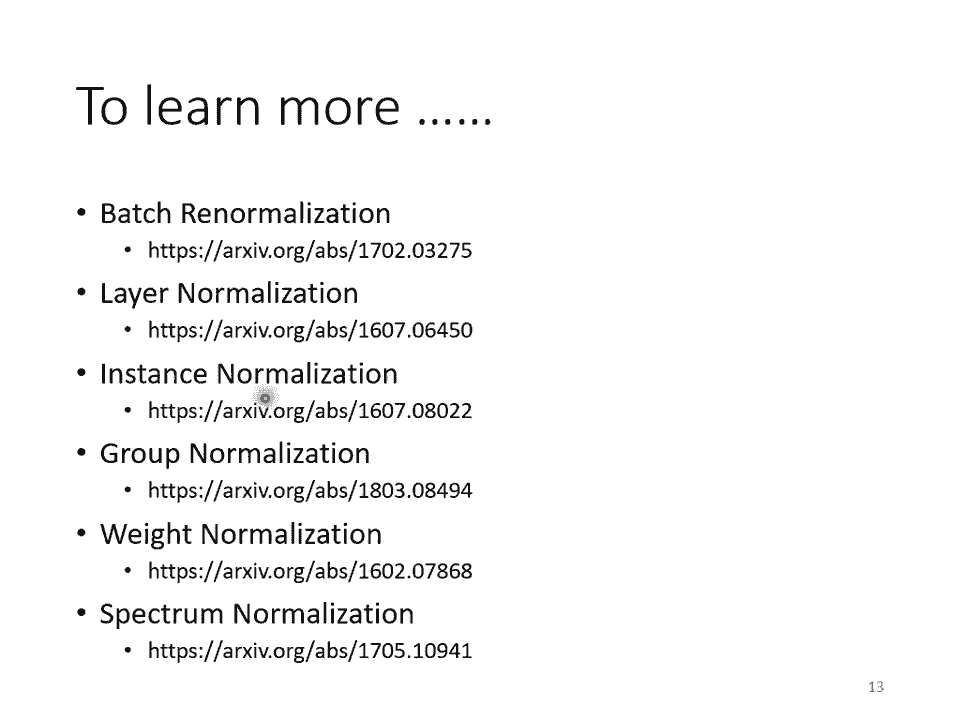 To learn more ……
• Batch Renormalization
• https://arxiv.org/abs/1702.03275
• Layer Normalization
• https://arxiv.org/abs/1607.06450
• Instance Normalization
• https://arxiv.org/abs/1607.08022
• Group Normalization
• https://arxiv.org/abs/1803.08494
• Weight Normalization
• https://arxiv.org/abs/1602.07868
• Spectrum Normalization
• https://arxiv.org/abs/1705.10941
13